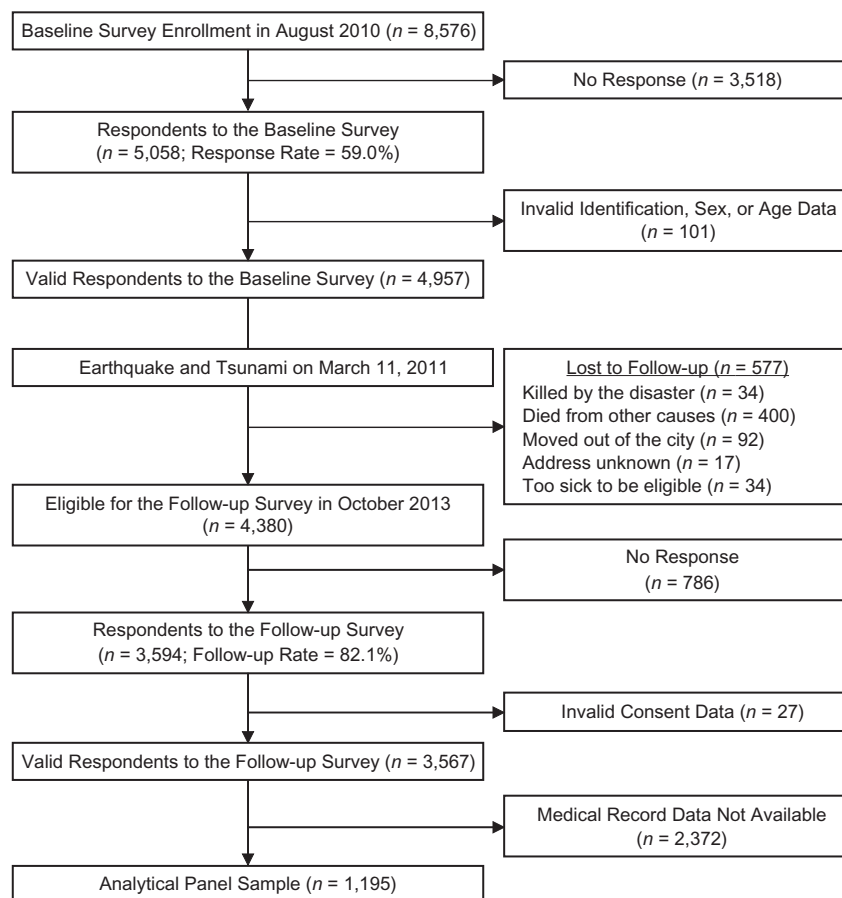 Baseline Survey Enrollment in August 2010 (n = 8,576)
No Response (n = 3,518)
Respondents to the Baseline Survey
(n = 5,058; Response Rate = 59.0%)
Invalid Identification, Sex, or Age Data
(n = 101)
Valid Respondents to the Baseline Survey (n = 4,957)
Earthquake and Tsunami on March 11, 2011
Lost to Follow-up (n = 577)
Killed by the disaster (n = 34)
Died from other causes (n = 400)
Moved out of the city (n = 92)
Address unknown (n = 17)
Too sick to be eligible (n = 34)
Eligible for the Follow-up Survey in October 2013
(n = 4,380)
No Response
(n = 786)
Respondents to the Follow-up Survey
(n = 3,594; Follow-up Rate = 82.1%)
Invalid Consent Data (n = 27)
Valid Respondents to the Follow-up Survey (n = 3,567)
Medical Record Data Not Available
(n = 2,372)
Analytical Panel Sample (n = 1,195)